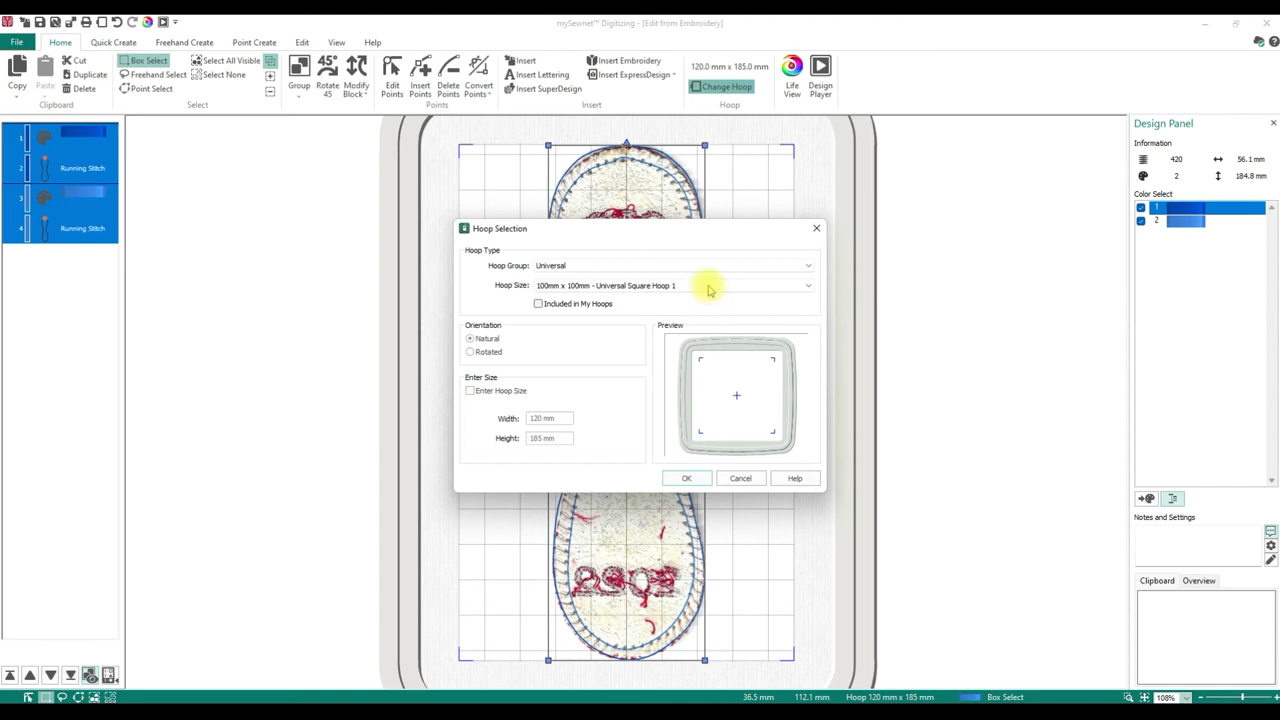 mySewnet™ Digitizing - [Edit from Embroidery]
File Home Quick Create Freehand Create Point Create Edit View Help
Copy Paste Cut Duplicate Delete
Clipboard
Box Select Freehand Select Point Select Select All Visible Select None
Select
Group Rotate 45 Modify Block
Edit Points Insert Points Delete Points Convert Points
Points
Insert Insert Lettering Insert SuperDesign Insert Embroidery Insert ExpressDesign
Insert
120.0 mm x 185.0 mm
Change Hoop
Hoop
Life View Design Player
1
2 Running Stitch
3
4 Running Stitch
Hoop Selection
Hoop Type
Hoop Group: Universal
Hoop Size: 100mm x 100mm - Universal Square Hoop 1
Included in My Hoops
Orientation
Natural
Rotated
Preview
Enter Size
Enter Hoop Size
Width: 120 mm
Height: 185 mm
OK Cancel Help
Design Panel
Information
420 56.1 mm
2 184.8 mm
Color Select
1
2
Notes and Settings
Clipboard Overview
36.5 mm 112.1 mm Hoop 120 mm x 185 mm Box Select 108%